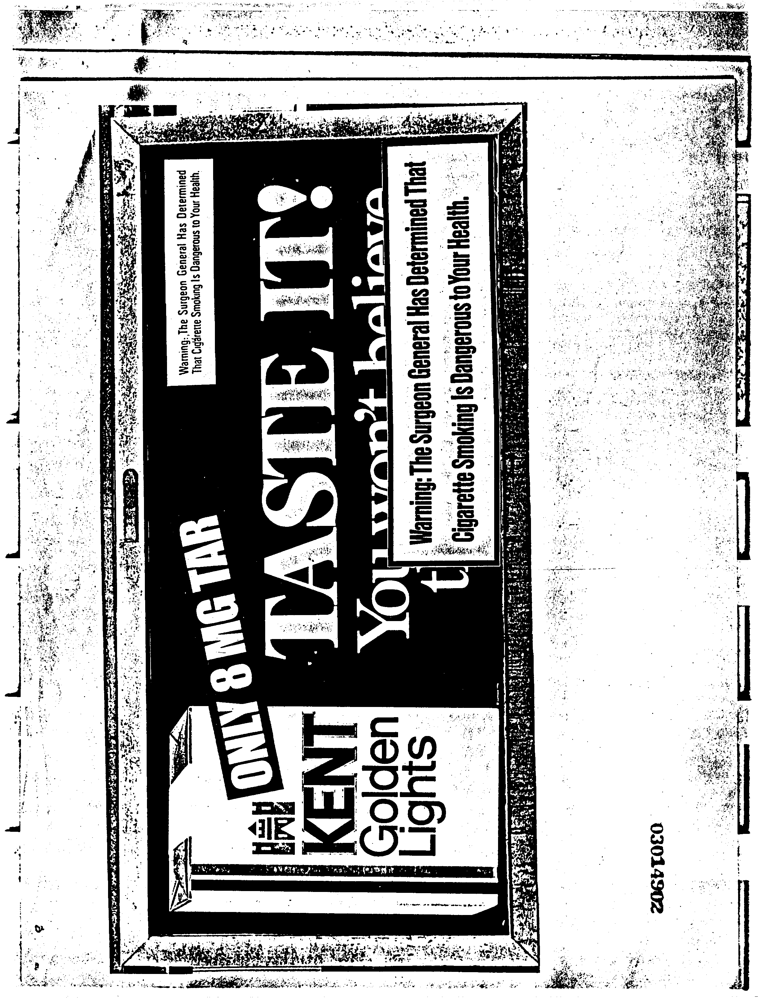 Warning: The Surgeon General Has Determined
That Cigarette Smoking Is Dangerous to Your Health.
ONLY 8 MG TAR
TASTE IT!
You won't believe
Warning: The Surgeon General Has Determined That
Cigarette Smoking Is Dangerous to Your Health.
KENT
Golden
Lights
03014902